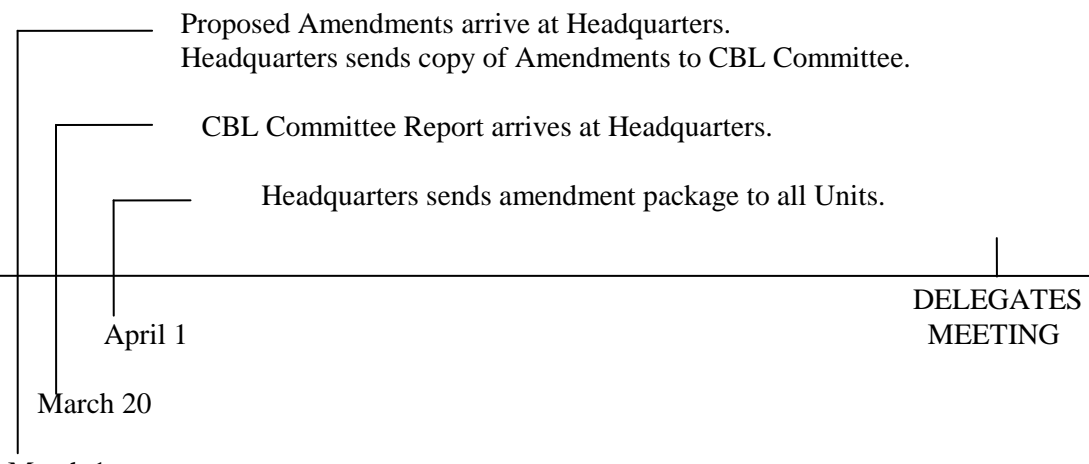 Proposed Amendments arrive at Headquarters.
Headquarters sends copy of Amendments to CBL Committee.
CBL Committee Report arrives at Headquarters.
Headquarters sends amendment package to all Units.
DELEGATES
MEETING
April 1
March 20